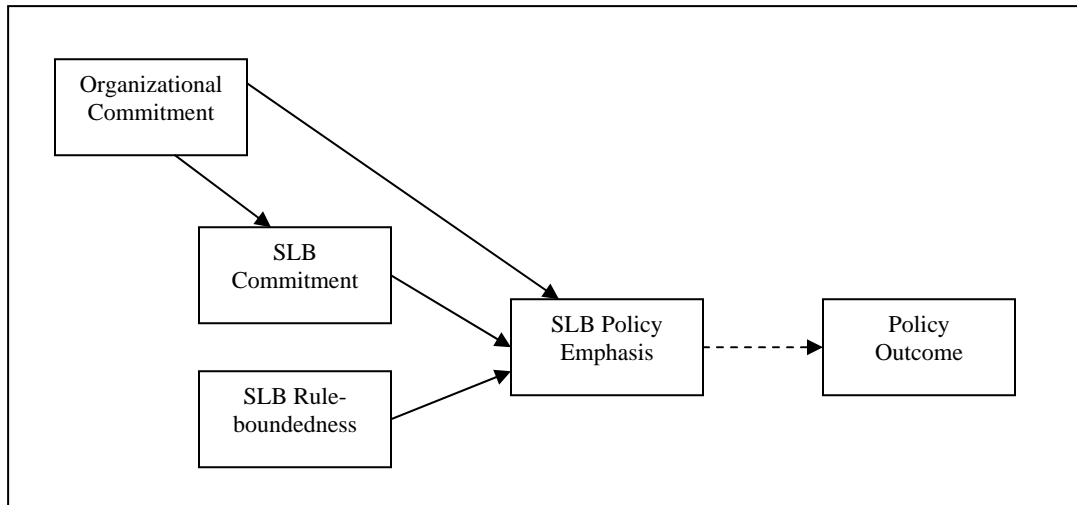 Organizational
Commitment
SLB
Commitment
SLB Policy
Emphasis
Policy
Outcome
SLB Rule-
boundedness